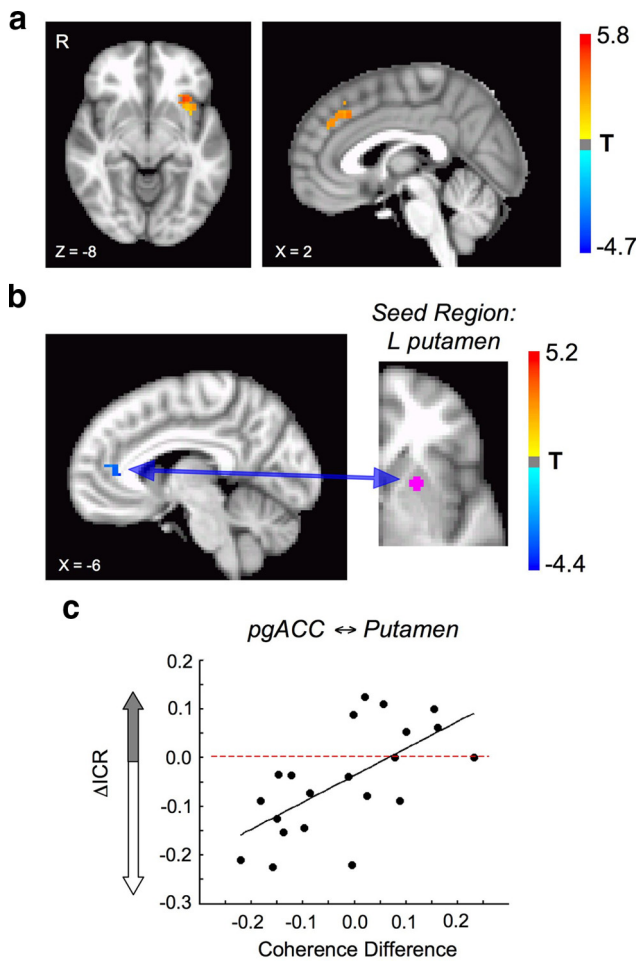 a
R
Z = -8
X = 2
5.8
T
-4.7
b
Seed Region:
L putamen
X = -6
5.2
T
-4.4
c
pgACC ↔ Putamen
0.2
0.1
0.0
-0.1
-0.2
-0.3
ΔICR
-0.2 -0.1 0.0 0.1 0.2
Coherence Difference